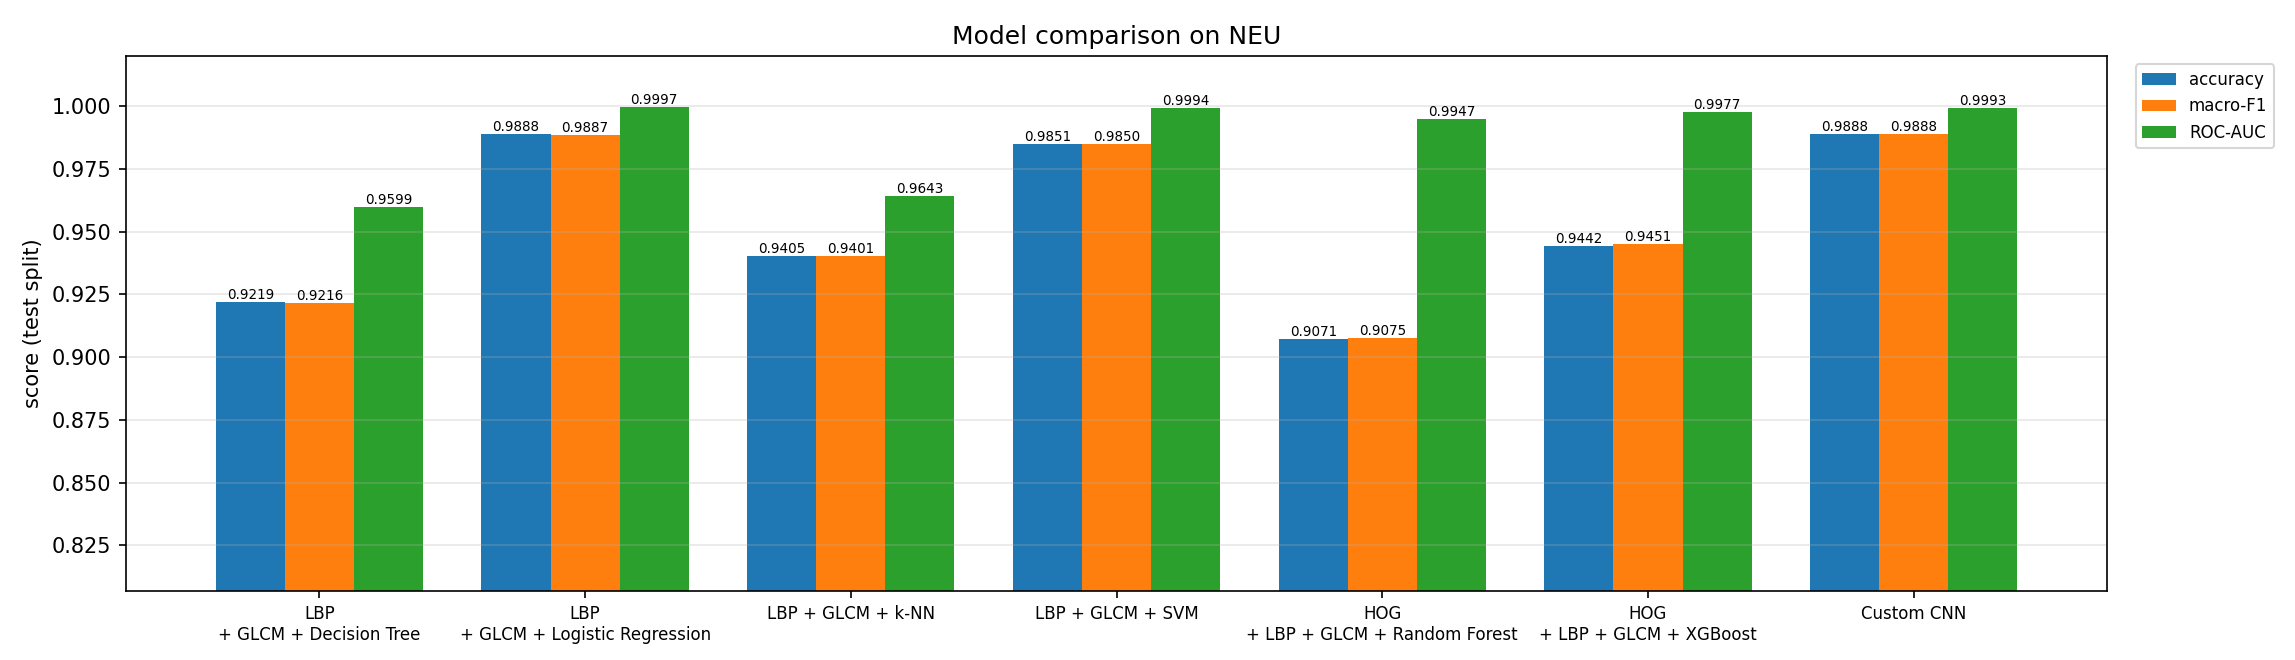 Model comparison on NEU
accuracy
macro-F1
ROC-AUC
score (test split)
1.000
0.975
0.950
0.925
0.900
0.875
0.850
0.825
0.9219
0.9216
0.9599
0.9888
0.9887
0.9997
0.9405
0.9401
0.9643
0.9851
0.9850
0.9994
0.9071
0.9075
0.9947
0.9442
0.9451
0.9977
0.9888
0.9888
0.9993
LBP
+ GLCM + Decision Tree
LBP
+ GLCM + Logistic Regression
LBP + GLCM + k-NN
LBP + GLCM + SVM
HOG
+ LBP + GLCM + Random Forest
HOG
+ LBP + GLCM + XGBoost
Custom CNN